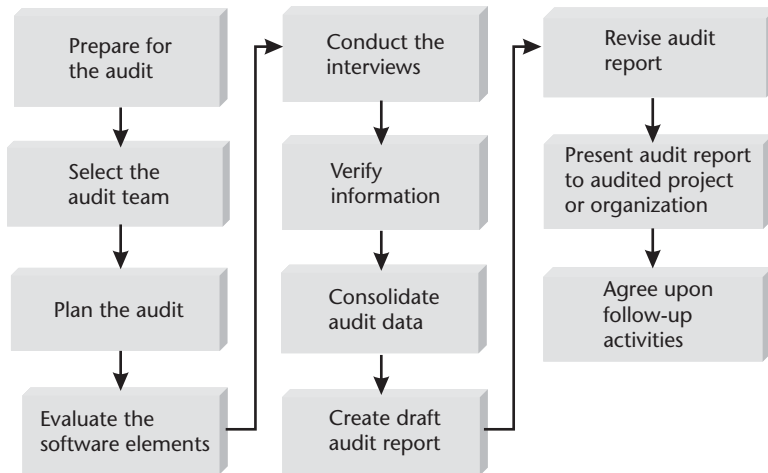 Prepare for
the audit
Select the
audit team
Plan the audit
Evaluate the
software elements
Conduct the
interviews
Verify
information
Consolidate
audit data
Create draft
audit report
Revise audit
report
Present audit report
to audited project
or organization
Agree upon
follow-up
activities